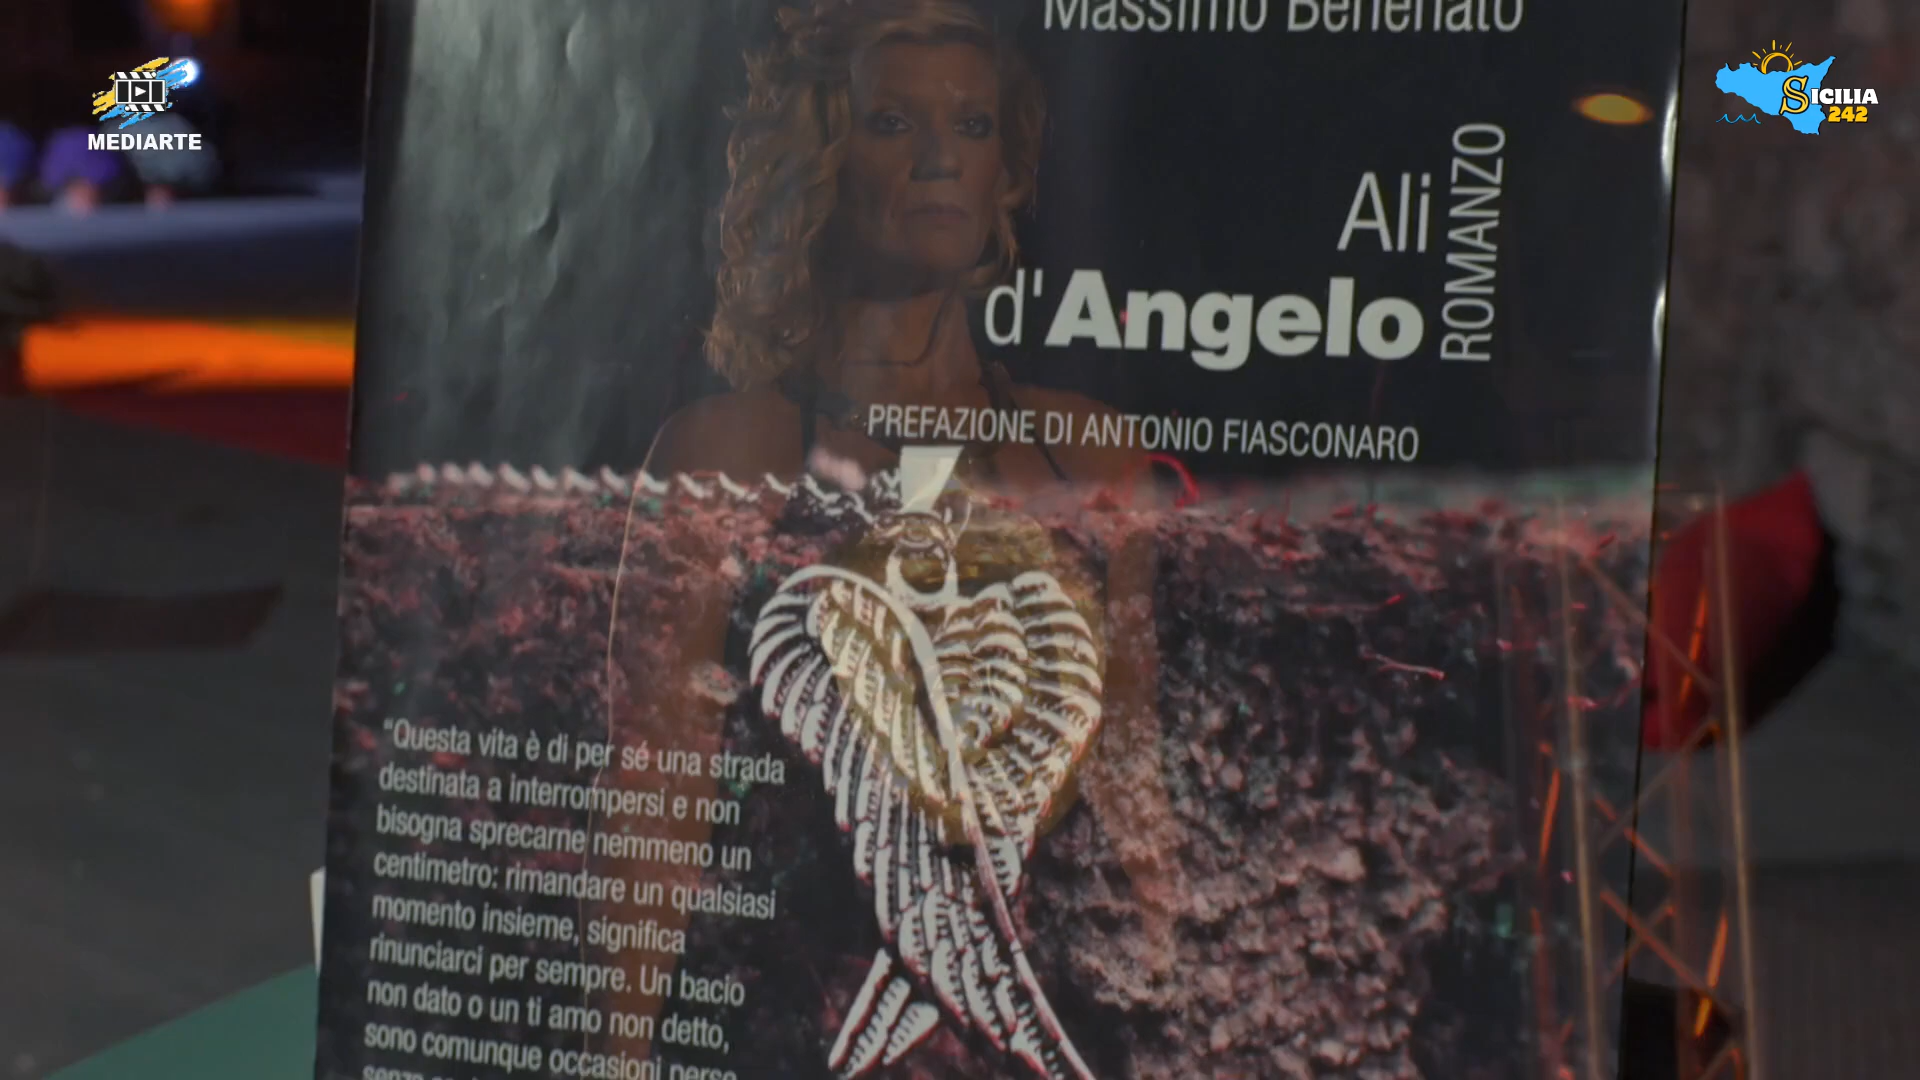 Massimo Benenato
MEDIARTE
SICILIA
242
Ali
d'Angelo
ROMANZO
PREFAZIONE DI ANTONIO FIASCONARO
“Questa vita è di per sé una strada
destinata a interrompersi e non
bisogna sprecarne nemmeno un
centimetro: rimandare un qualsiasi
momento insieme, significa
rinunciarci per sempre. Un bacio
non dato o un ti amo non detto,
sono comunque occasioni perse